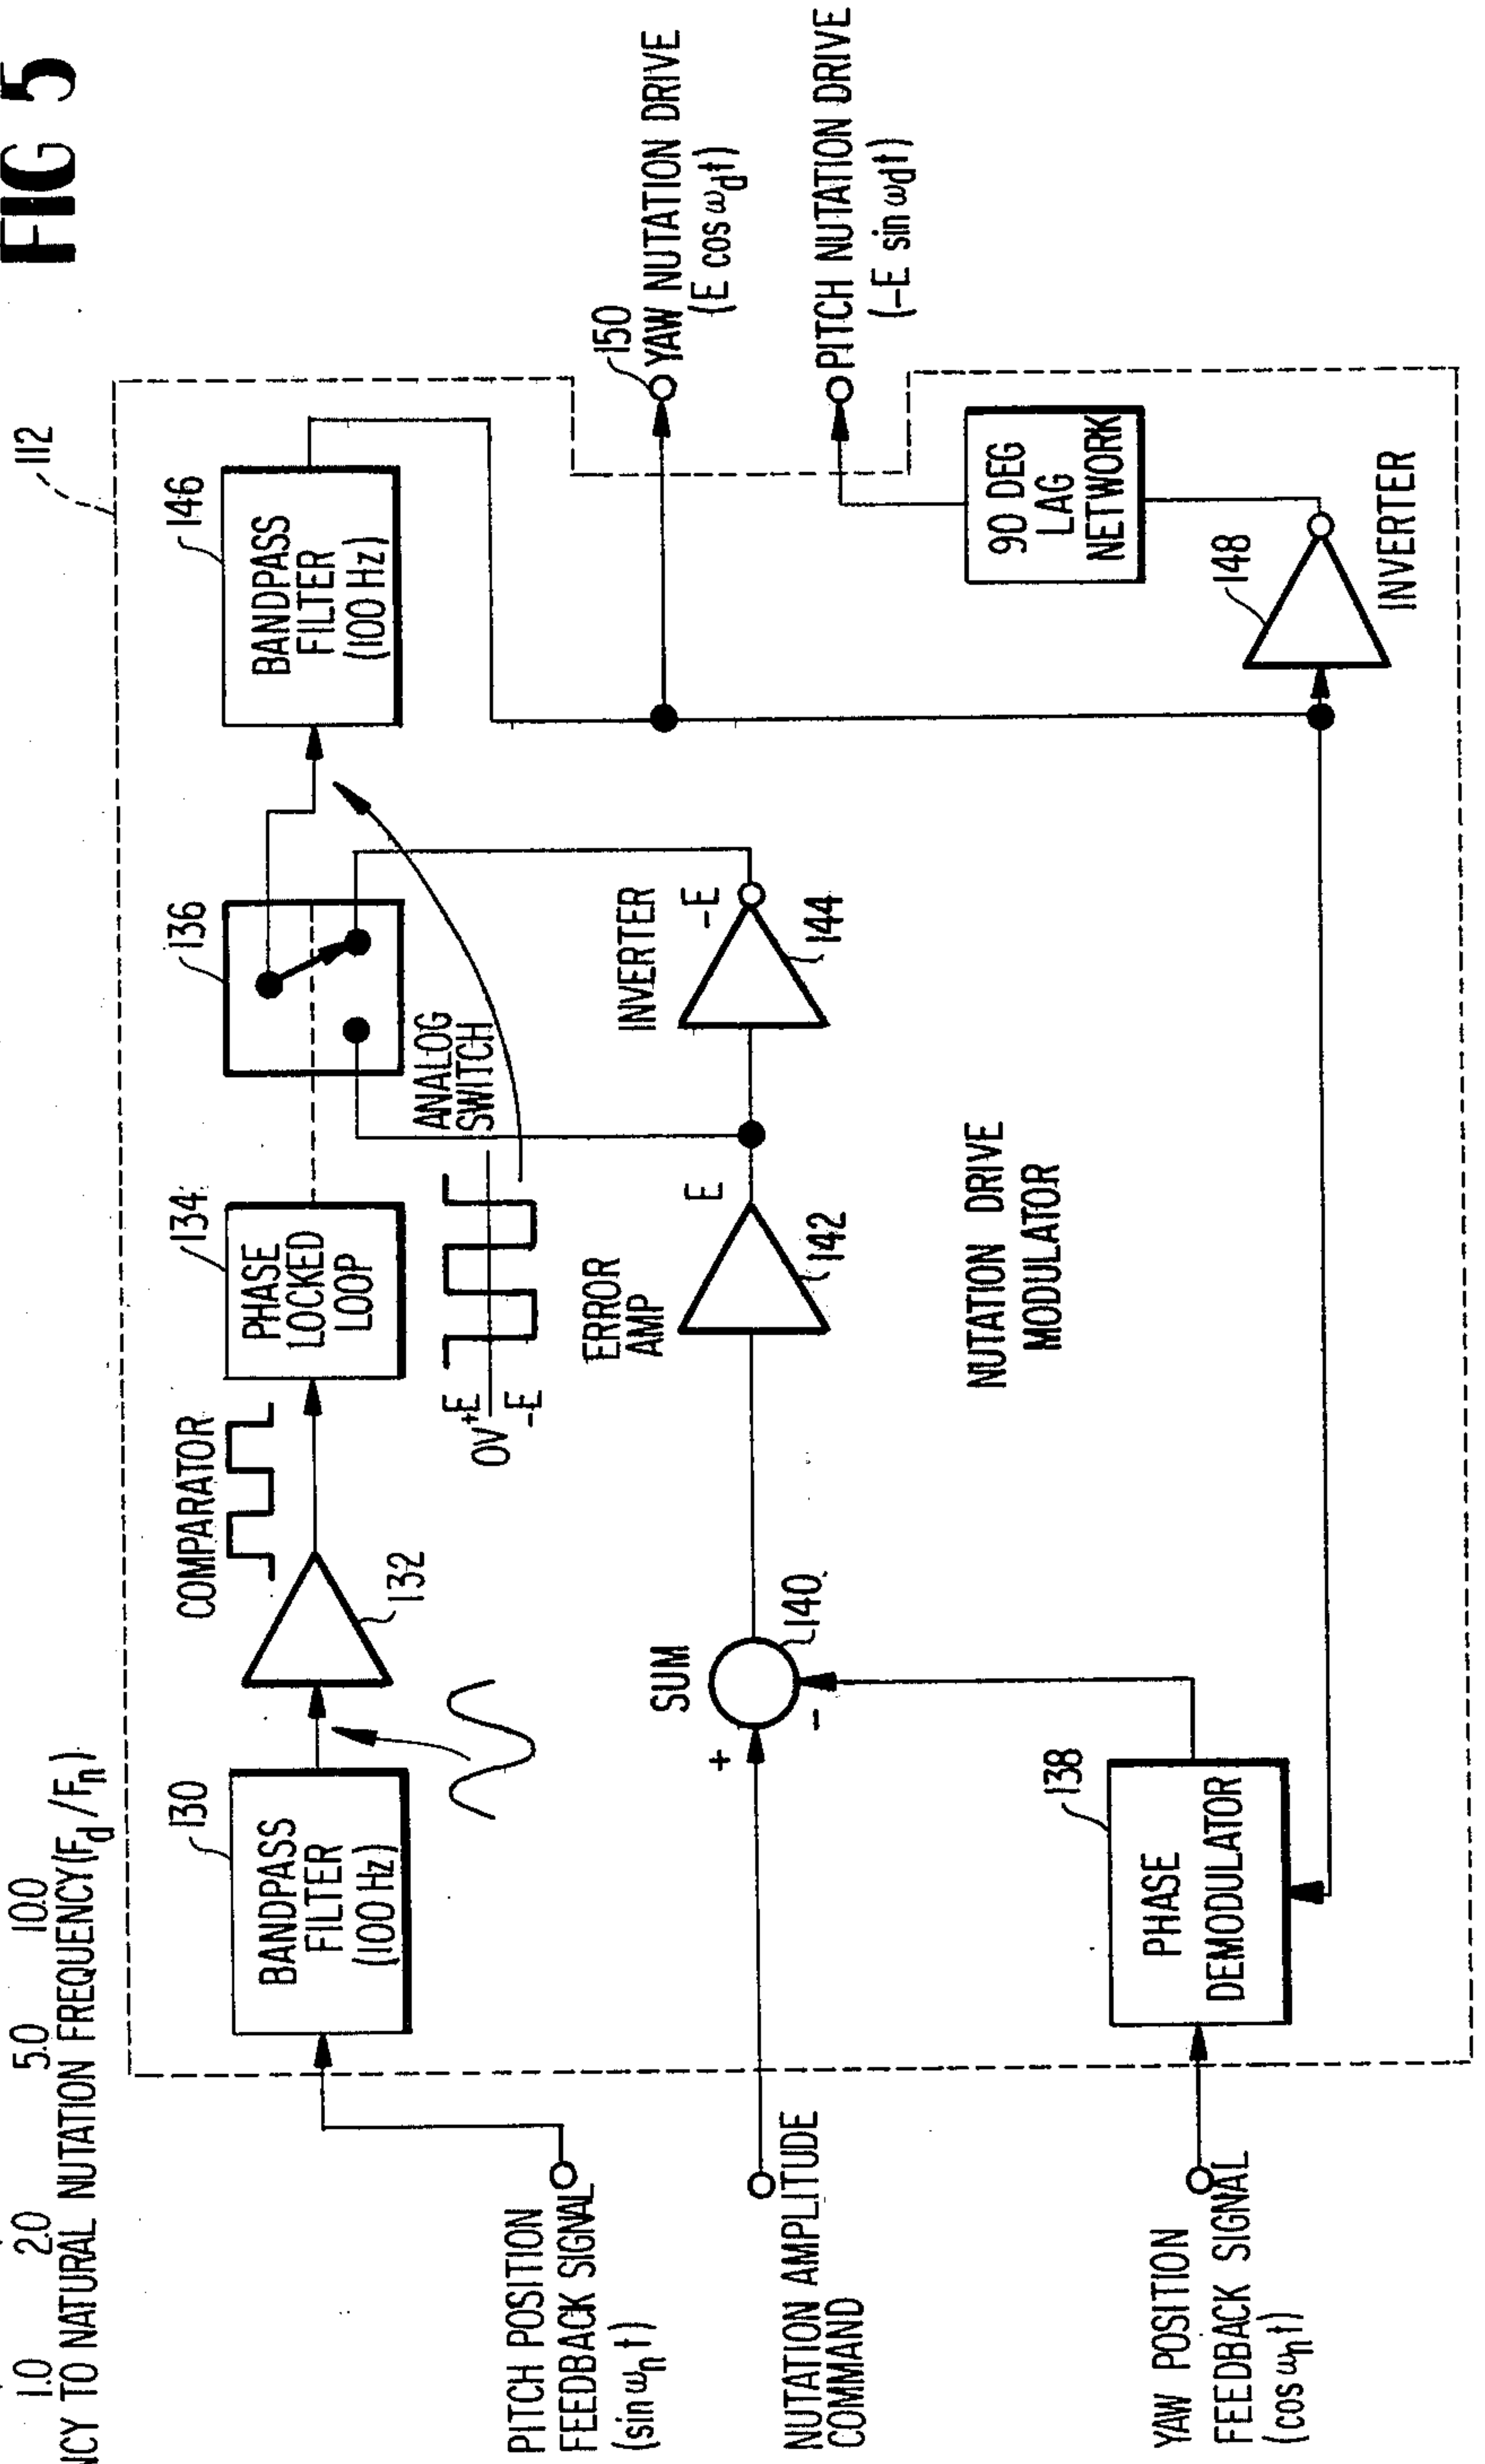 FIG 5
1.0 2.0 5.0 10.0
NCY TO NATURAL NUTATION FREQUENCY (Fd/Fn)
112
130
BANDPASS
FILTER
(100 Hz)
COMPARATOR
132
134
PHASE
LOCKED
LOOP
136
ANALOG
SWITCH
146
BANDPASS
FILTER
(100 Hz)
+E
0V
-E
PITCH POSITION
FEEDBACK SIGNAL
(sin ωnt)
NUTATION AMPLITUDE
COMMAND
+
-
SUM
140
ERROR
AMP
142
E
INVERTER
-E
144
150
YAW NUTATION DRIVE
(E cos ωdt)
PITCH NUTATION DRIVE
(-E sin ωdt)
90 DEG
LAG
NETWORK
148
INVERTER
YAW POSITION
FEEDBACK SIGNAL
(cos ωnt)
138
PHASE
DEMODULATOR
NUTATION DRIVE
MODULATOR